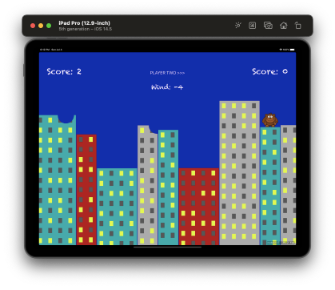 iPad Pro (12.9-inch)
5th generation – iOS 14.5
Score: 2
PLAYER TWO >>>
Score: 0
Wind: -4